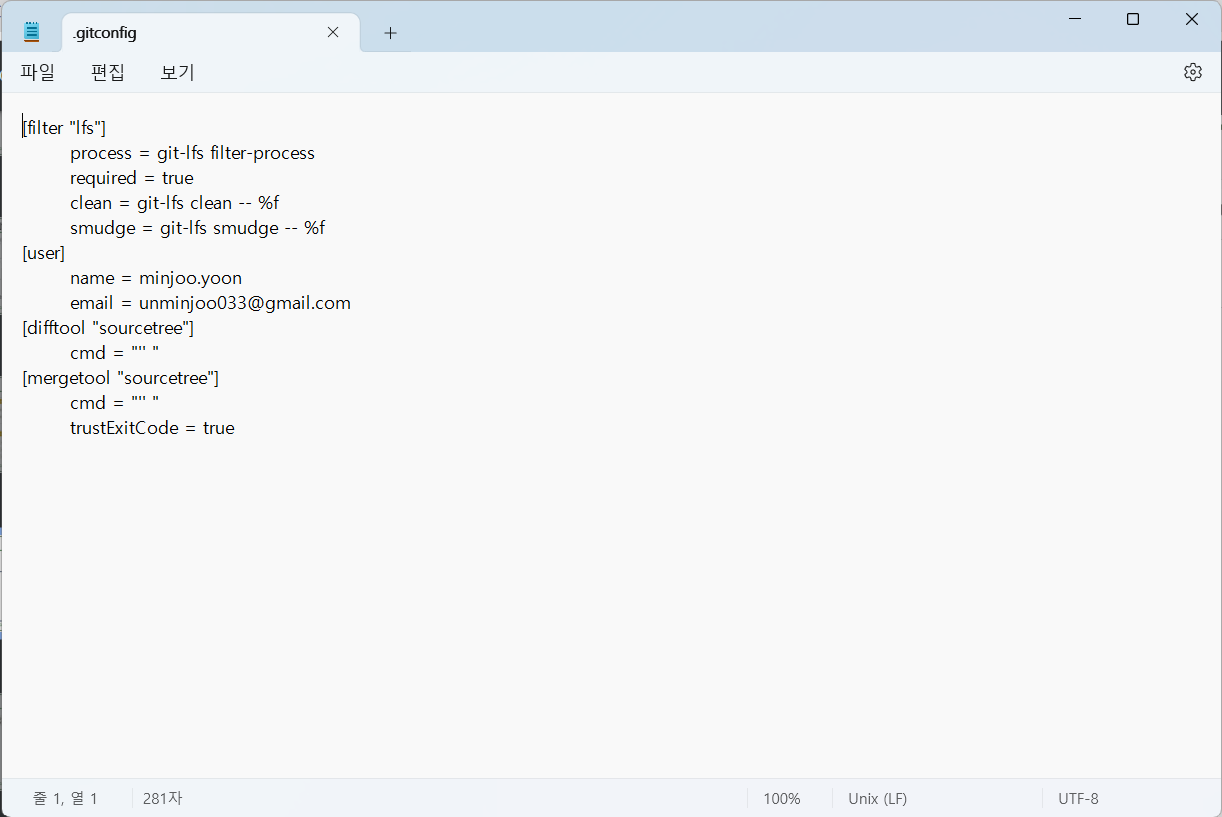 .gitconfig
파일 편집 보기
[filter "lfs"]
process = git-lfs filter-process
required = true
clean = git-lfs clean -- %f
smudge = git-lfs smudge -- %f
[user]
name = minjoo.yoon
email = unminjoo033@gmail.com
[difftool "sourcetree"]
cmd = "'' "
[mergetool "sourcetree"]
cmd = "'' "
trustExitCode = true
줄 1, 열 1 281자 100% Unix (LF) UTF-8